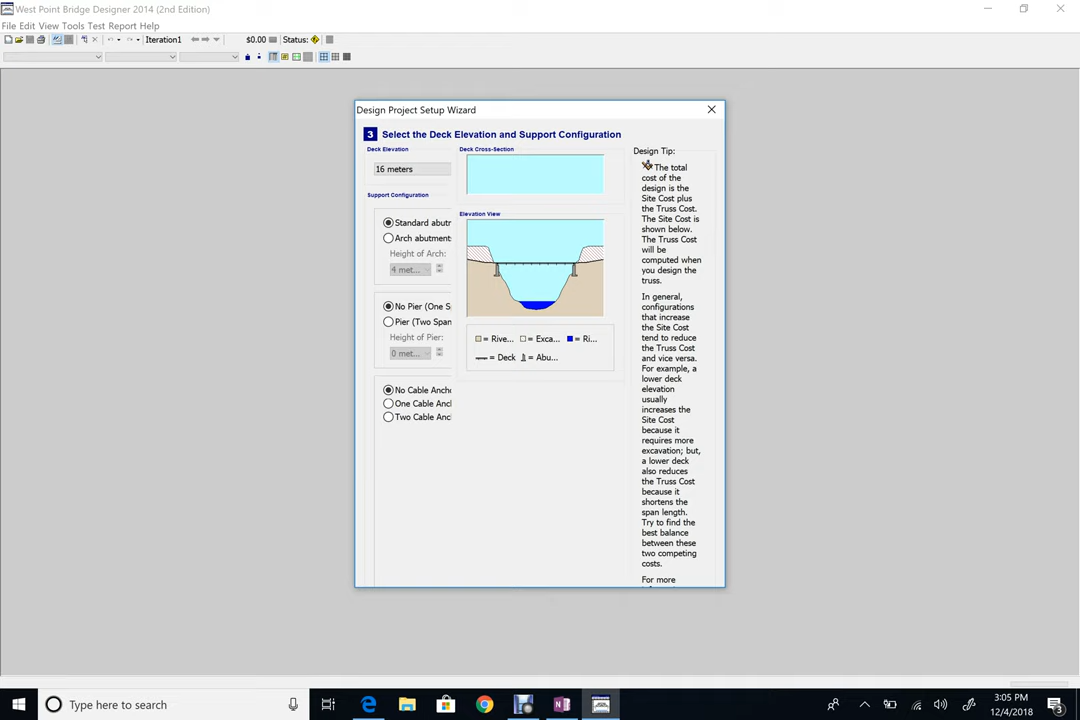 West Point Bridge Designer 2014 (2nd Edition)
File Edit View Tools Test Report Help
Iteration1 $0.00 Status:
Design Project Setup Wizard
3 Select the Deck Elevation and Support Configuration
Deck Elevation
16 meters
Support Configuration
Standard abutr
Arch abutment:
Height of Arch:
4 met...
No Pier (One S
Pier (Two Span
Height of Pier:
0 met...
No Cable Ancho
One Cable Anc
Two Cable Anc
Deck Cross-Section
Elevation View
= Rive... = Exca... = Ri...
= Deck = Abu...
Design Tip:
The total
cost of the
design is the
Site Cost plus
the Truss Cost.
The Site Cost is
shown below.
The Truss Cost
will be
computed when
you design the
truss.
In general,
configurations
that increase
the Site Cost
tend to reduce
the Truss Cost
and vice versa.
For example, a
lower deck
elevation
usually
increases the
Site Cost
because it
requires more
excavation; but,
a lower deck
also reduces
the Truss Cost
because it
shortens the
span length.
Try to find the
best balance
between these
two competing
costs.
For more
Type here to search
3:05 PM
12/4/2018
3